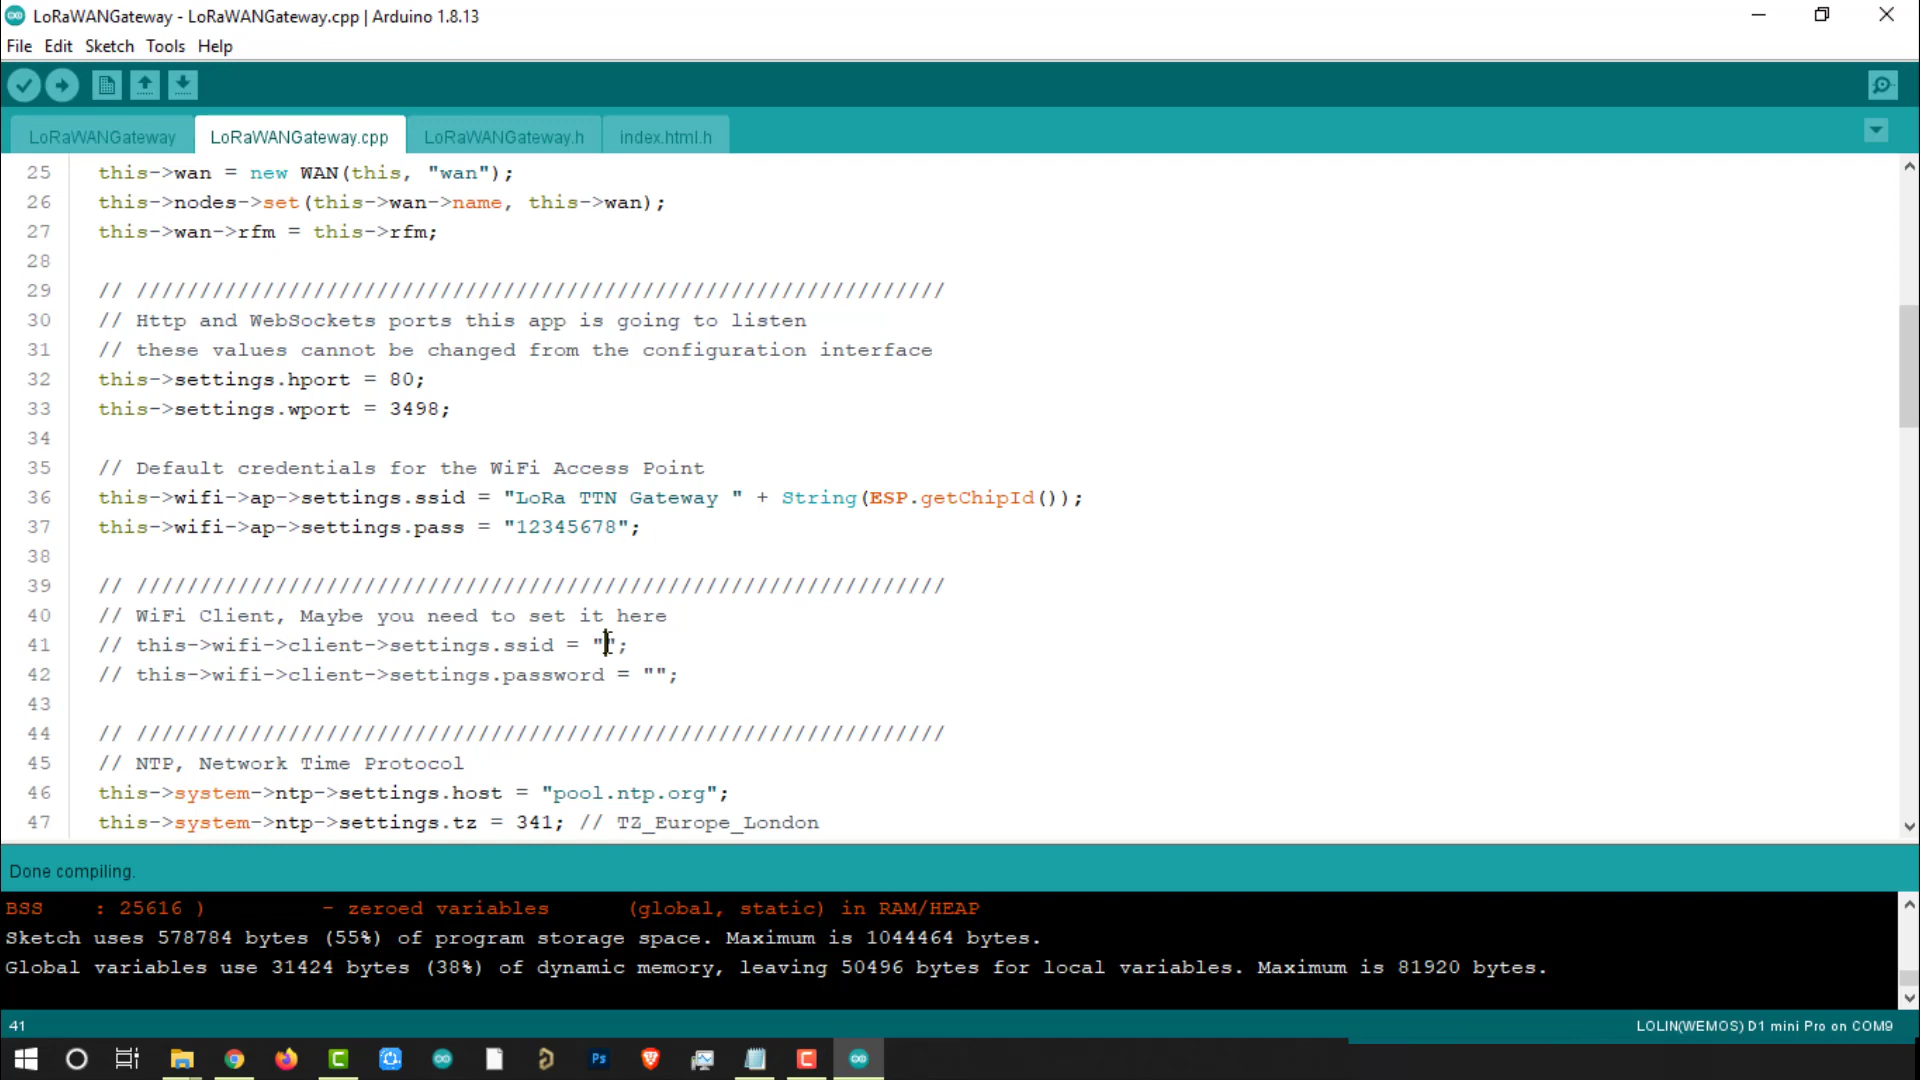 LoRaWANGateway - LoRaWANGateway.cpp | Arduino 1.8.13
File Edit Sketch Tools Help
LoRaWANGateway LoRaWANGateway.cpp LoRaWANGateway.h index.html.h
25 this->wan = new WAN(this, "wan");
26 this->nodes->set(this->wan->name, this->wan);
27 this->wan->rfm = this->rfm;
28
29 // ////////////////////////////////////////////////////////////////
30 // Http and WebSockets ports this app is going to listen
31 // these values cannot be changed from the configuration interface
32 this->settings.hport = 80;
33 this->settings.wport = 3498;
34
35 // Default credentials for the WiFi Access Point
36 this->wifi->ap->settings.ssid = "LoRa TTN Gateway " + String(ESP.getChipId());
37 this->wifi->ap->settings.pass = "12345678";
38
39 // ////////////////////////////////////////////////////////////////
40 // WiFi Client, Maybe you need to set it here
41 // this->wifi->client->settings.ssid = "";
42 // this->wifi->client->settings.password = "";
43
44 // ////////////////////////////////////////////////////////////////
45 // NTP, Network Time Protocol
46 this->system->ntp->settings.host = "pool.ntp.org";
47 this->system->ntp->settings.tz = 341; // TZ_Europe_London
Done compiling.
BSS : 25616 ) - zeroed variables (global, static) in RAM/HEAP
Sketch uses 578784 bytes (55%) of program storage space. Maximum is 1044464 bytes.
Global variables use 31424 bytes (38%) of dynamic memory, leaving 50496 bytes for local variables. Maximum is 81920 bytes.
41 LOLIN(WEMOS) D1 mini Pro on COM9
Ps